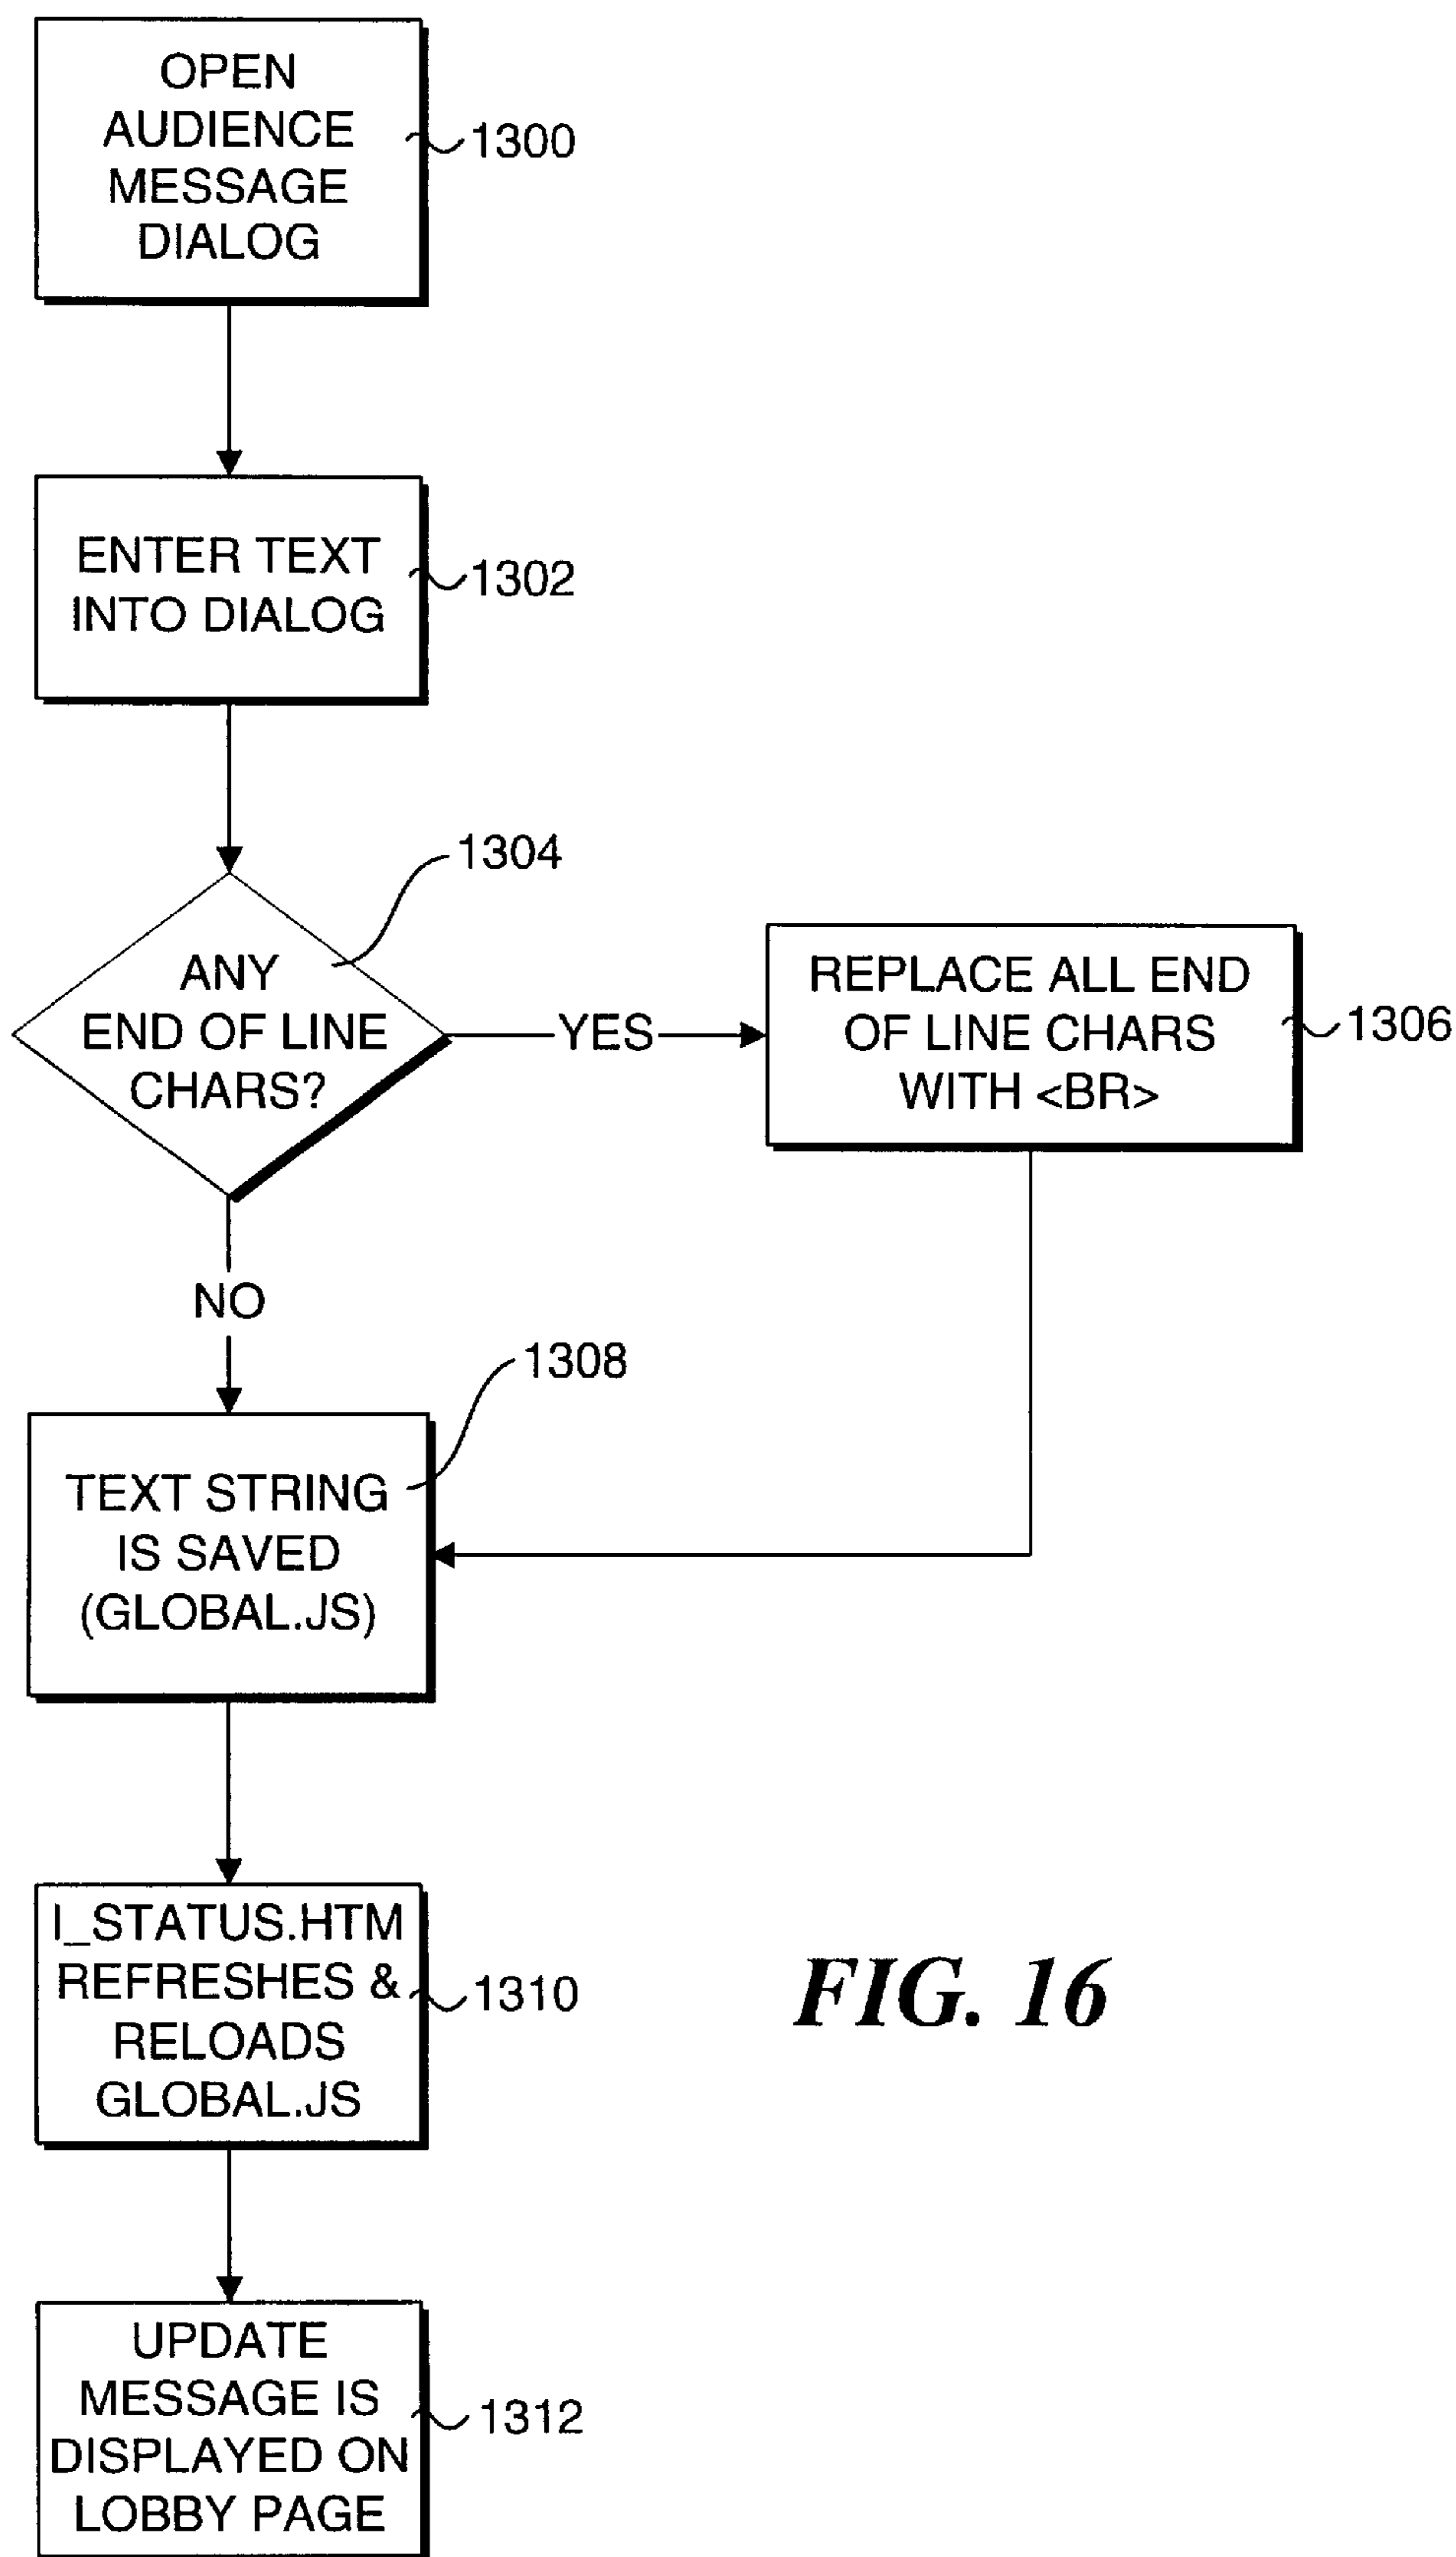 OPEN
AUDIENCE
MESSAGE
DIALOG
1300
ENTER TEXT
INTO DIALOG
1302
1304
ANY
END OF LINE
CHARS?
YES
REPLACE ALL END
OF LINE CHARS
WITH <BR>
1306
NO
1308
TEXT STRING
IS SAVED
(GLOBAL.JS)
I_STATUS.HTM
REFRESHES &
RELOADS
GLOBAL.JS
1310
FIG. 16
UPDATE
MESSAGE IS
DISPLAYED ON
LOBBY PAGE
1312